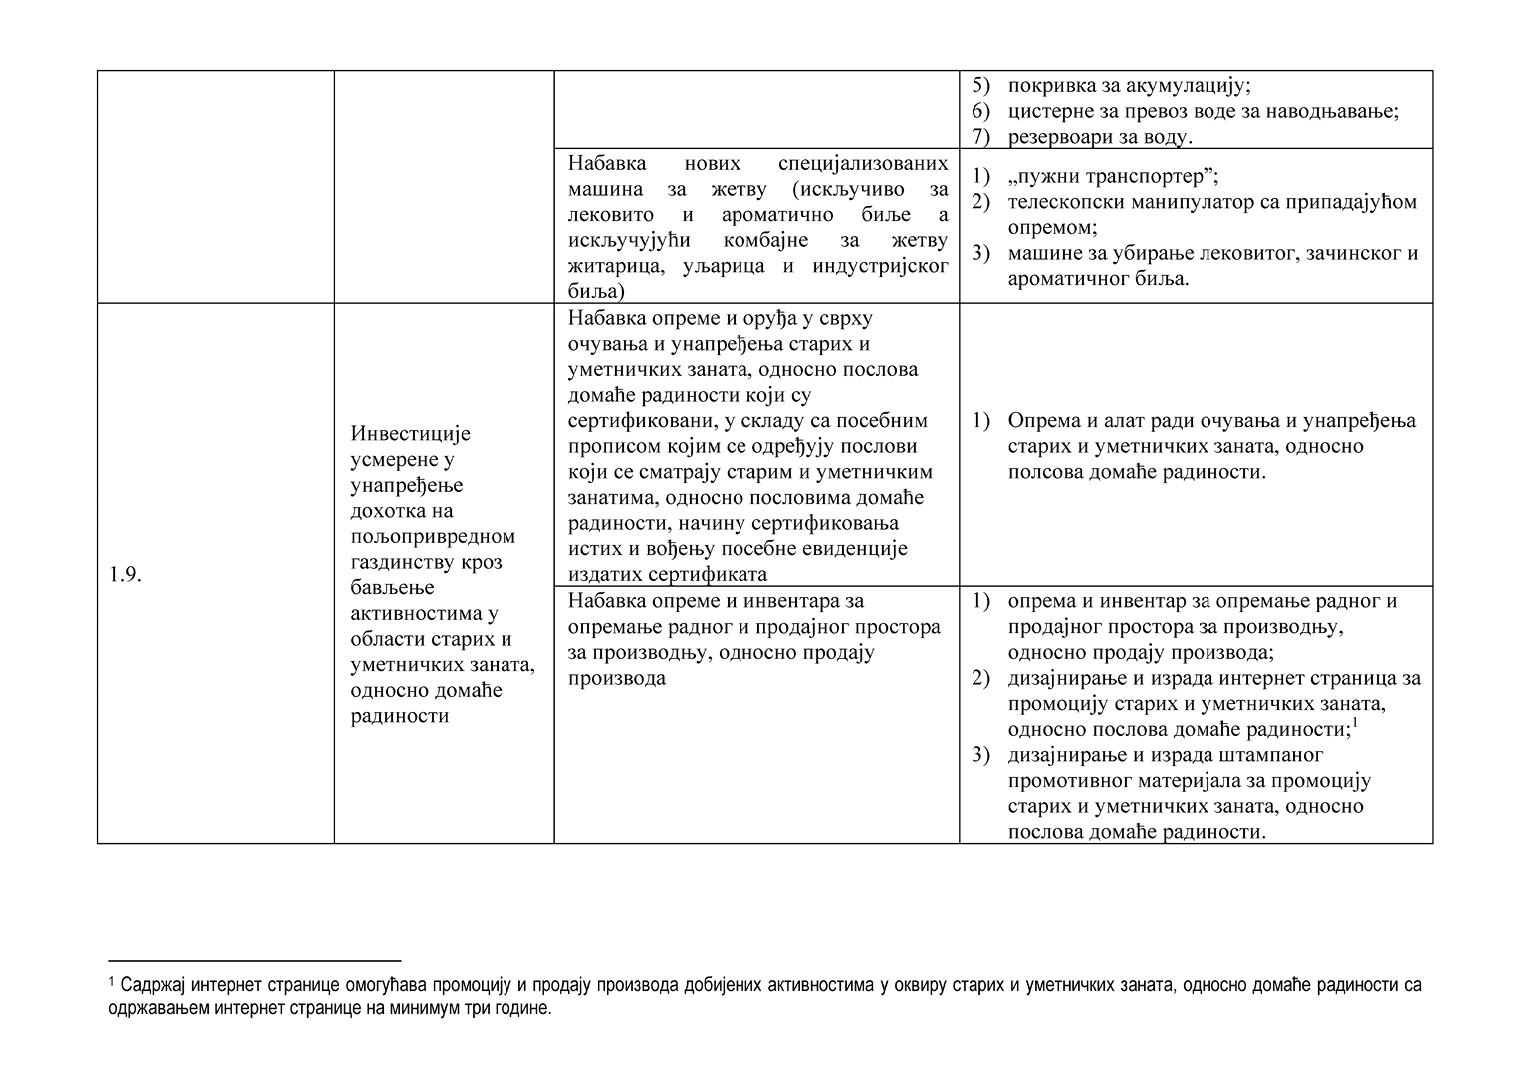 5) покривка за акумулацију;
6) цистерне за превоз воде за наводњавање;
7) резервоари за воду.
Набавка нових специјализованих
машина за жетву (искључиво за
лековито и ароматично биље а
искључујући комбајне за жетву
житарица, уљарица и индустријског
биља)
1) „пужни транспортер”;
2) телескопски манипулатор са припадајућом
опремом;
3) машине за убирање лековитог, зачинског и
ароматичног биља.
1.9.
Инвестиције
усмерене у
унапређење
дохотка на
пољопривредном
газдинству кроз
бављење
активностима у
области старих и
уметничких заната,
односно домаће
радиности
Набавка опреме и оруђа у сврху
очувања и унапређења старих и
уметничких заната, односно послова
домаће радиности који су
сертификовани, у складу са посебним
прописом којим се одређују послови
који се сматрају старим и уметничким
занатима, односно пословима домаће
радиности, начину сертификовања
истих и вођењу посебне евиденције
издатих сертификата
1) Опрема и алат ради очувања и унапређења
старих и уметничких заната, односно
полсова домаће радиности.
Набавка опреме и инвентара за
опремање радног и продајног простора
за производњу, односно продају
производа
1) опрема и инвентар за опремање радног и
продајног простора за производњу,
односно продају производа;
2) дизајнирање и израда интернет страница за
промоцију старих и уметничких заната,
односно послова домаће радиности;¹
3) дизајнирање и израда штампаног
промотивног материјала за промоцију
старих и уметничких заната, односно
послова домаће радиности.
¹ Садржај интернет странице омогућава промоцију и продају производа добијених активностима у оквиру старих и уметничких заната, односно домаће радиности са
одржавањем интернет странице на минимум три године.